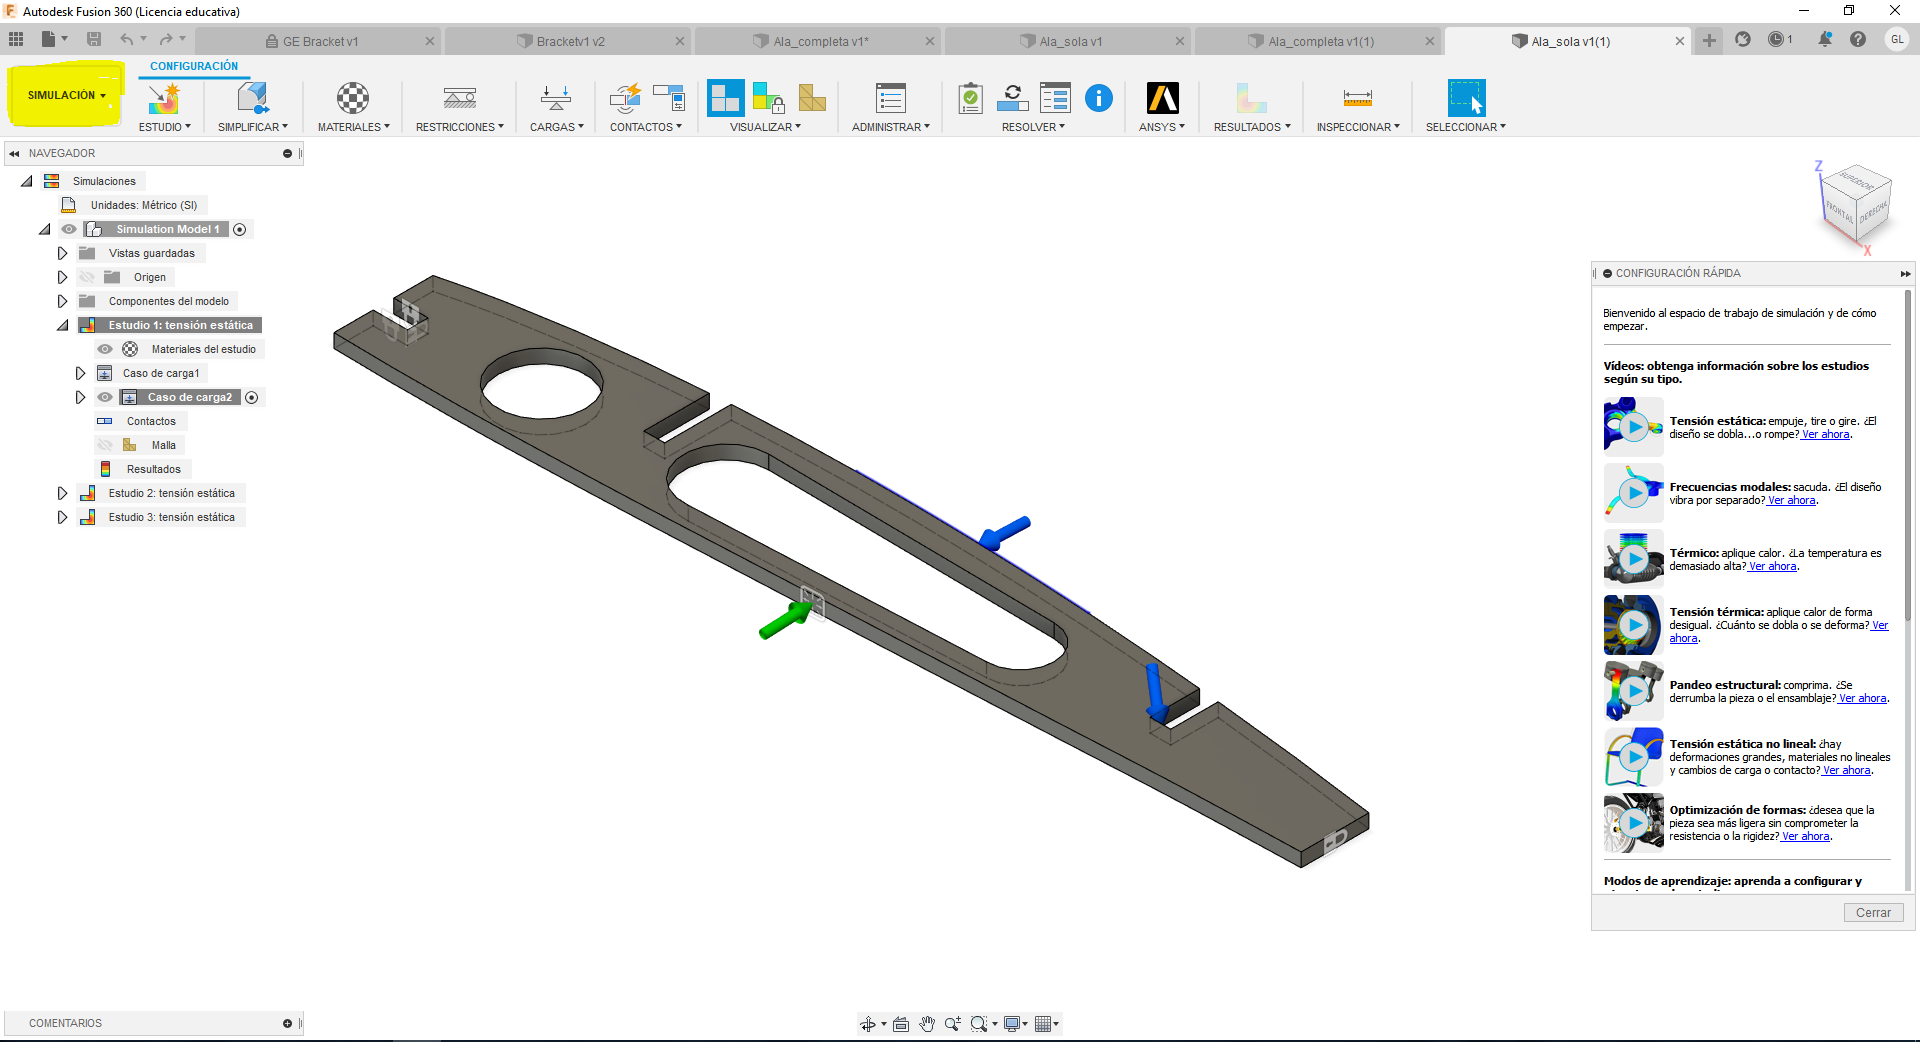 Autodesk Fusion 360 (Licencia educativa)
GE Bracket v1
Bracketv1 v2
Ala_completa v1*
Ala_sola v1
Ala_completa v1(1)
Ala_sola v1(1)
1
GL
SIMULACIÓN
CONFIGURACIÓN
ESTUDIO
SIMPLIFICAR
MATERIALES
RESTRICCIONES
CARGAS
CONTACTOS
VISUALIZAR
ADMINISTRAR
RESOLVER
ANSYS
RESULTADOS
INSPECCIONAR
SELECCIONAR
NAVEGADOR
Simulaciones
Unidades: Métrico (SI)
Simulation Model 1
Vistas guardadas
Origen
Componentes del modelo
Estudio 1: tensión estática
Materiales del estudio
Caso de carga1
Caso de carga2
Contactos
Malla
Resultados
Estudio 2: tensión estática
Estudio 3: tensión estática
Z
SUPERIOR
FRONTAL
DERECHA
X
CONFIGURACIÓN RÁPIDA
Bienvenido al espacio de trabajo de simulación y de cómo
empezar.
Vídeos: obtenga información sobre los estudios
según su tipo.
Tensión estática: empuje, tire o gire. ¿El
diseño se dobla...o rompe? Ver ahora.
Frecuencias modales: sacuda. ¿El diseño
vibra por separado? Ver ahora.
Térmico: aplique calor. ¿La temperatura es
demasiado alta? Ver ahora.
Tensión térmica: aplique calor de forma
desigual. ¿Cuánto se dobla o se deforma? Ver
ahora.
Pandeo estructural: comprima. ¿Se
derrumba la pieza o el ensamblaje? Ver ahora.
Tensión estática no lineal: ¿hay
deformaciones grandes, materiales no lineales
y cambios de carga o contacto? Ver ahora.
Optimización de formas: ¿desea que la
pieza sea más ligera sin comprometer la
resistencia o la rigidez? Ver ahora.
Modos de aprendizaje: aprenda a configurar y
Cerrar
COMENTARIOS